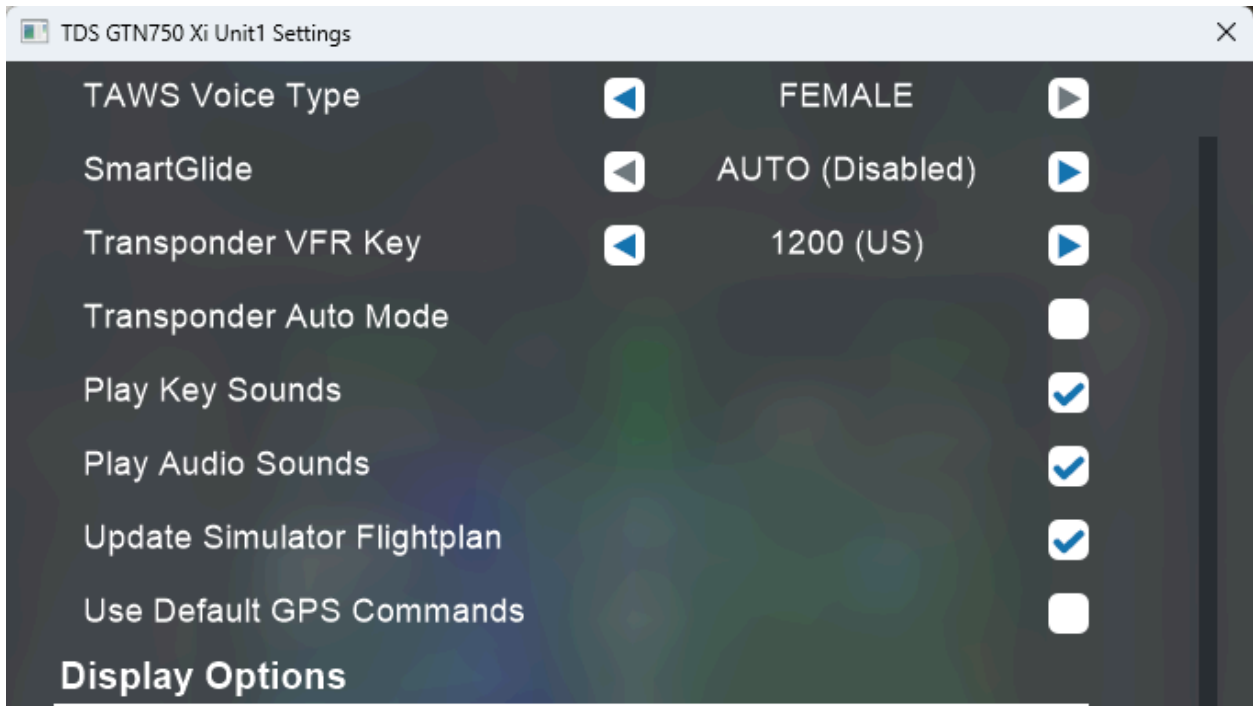 TDS GTN750 Xi Unit1 Settings
TAWS Voice Type FEMALE
SmartGlide AUTO (Disabled)
Transponder VFR Key 1200 (US)
Transponder Auto Mode
Play Key Sounds
Play Audio Sounds
Update Simulator Flightplan
Use Default GPS Commands
Display Options